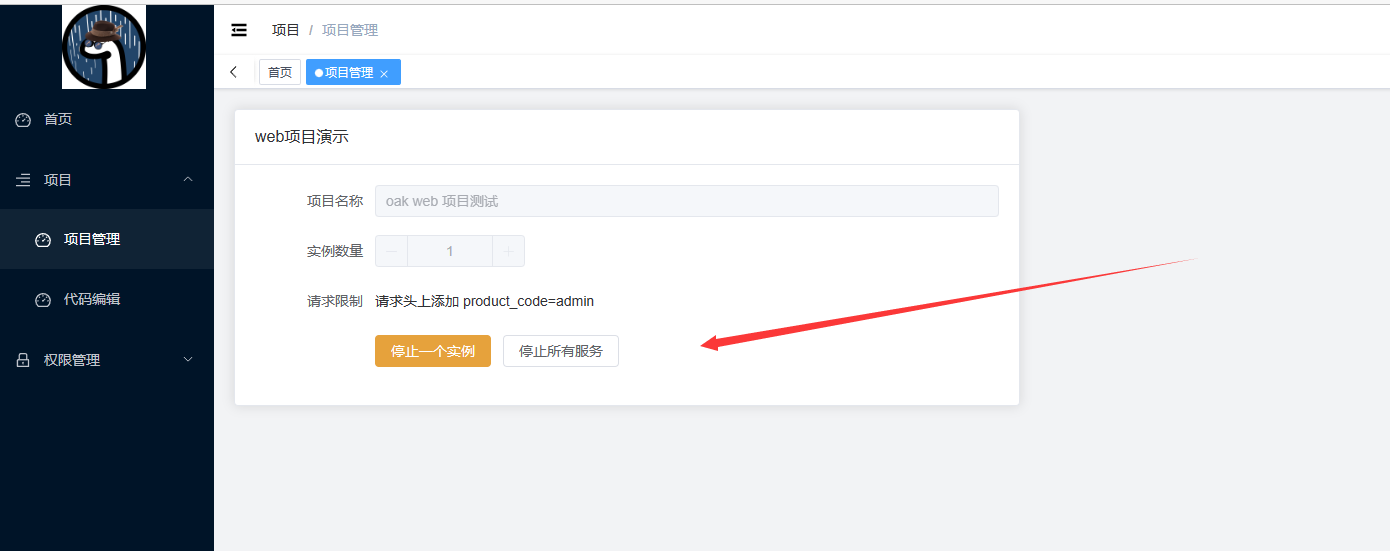 项目 / 项目管理
首页 项目管理
首页
项目
项目管理
代码编辑
权限管理
web项目演示
项目名称 oak web 项目测试
实例数量 1
请求限制 请求头上添加 product_code=admin
停止一个实例 停止所有服务